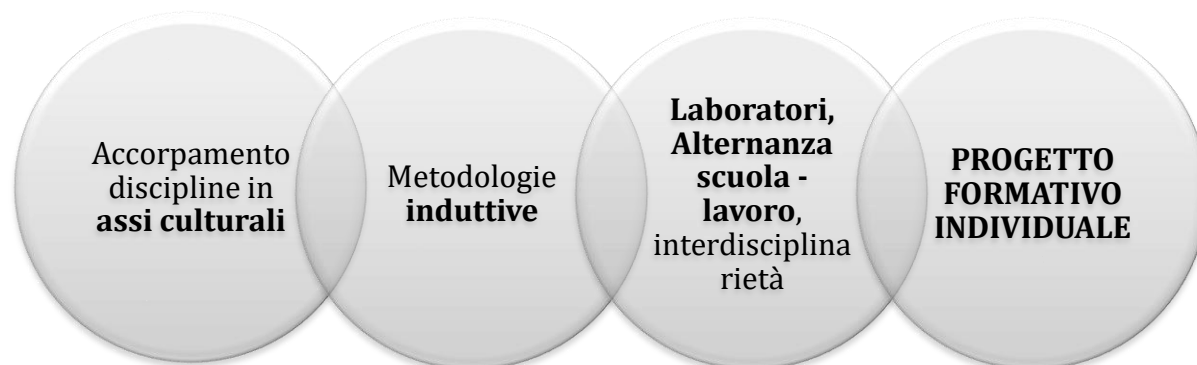 Accorpamento
discipline in
assi culturali
Metodologie
induttive
Laboratori,
Alternanza
scuola -
lavoro,
interdisciplina
rietà
PROGETTO
FORMATIVO
INDIVIDUALE